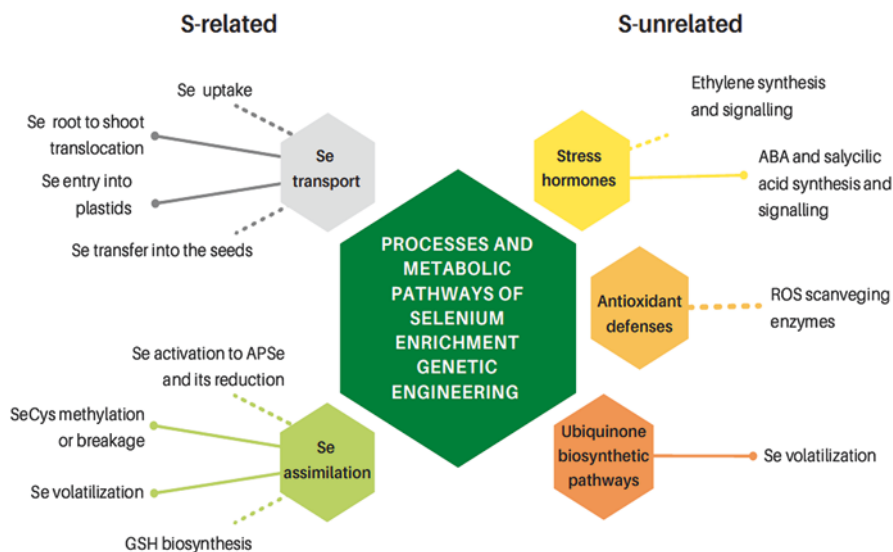 S-related
S-unrelated
Se uptake
Se root to shoot
translocation
Se entry into
plastids
Se transfer into the seeds
Se
transport
Se activation to APSe
and its reduction
SeCys methylation
or breakage
Se volatilization
GSH biosynthesis
Se
assimilation
PROCESSES AND
METABOLIC
PATHWAYS OF
SELENIUM
ENRICHMENT
GENETIC
ENGINEERING
Stress
hormones
Ethylene synthesis
and signalling
ABA and salycilic
acid synthesis and
signalling
Antioxidant
defenses
ROS scanveging
enzymes
Ubiquinone
biosynthetic
pathways
Se volatilization